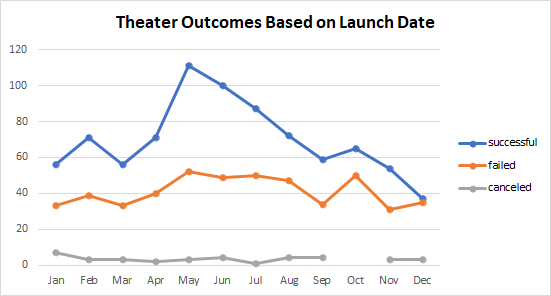 Theater Outcomes Based on Launch Date
120
100
80
60
40
20
0
Jan Feb Mar Apr May Jun Jul Aug Sep Oct Nov Dec
successful
failed
canceled